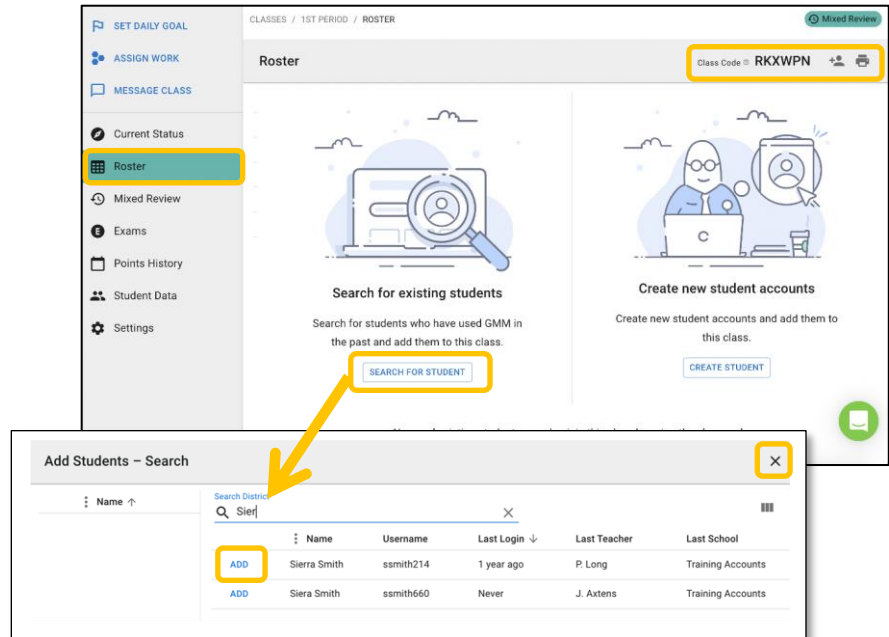 SET DAILY GOAL
ASSIGN WORK
MESSAGE CLASS
Current Status
Roster
Mixed Review
Exams
Points History
Student Data
Settings
CLASSES / 1ST PERIOD / ROSTER
Mixed Review
Roster
Class Code RKXWPN
Search for existing students
Search for students who have used GMM in
the past and add them to this class.
SEARCH FOR STUDENT
Create new student accounts
Create new student accounts and add them to
this class.
CREATE STUDENT
Add Students – Search
Name
Search District
Sier
Name Username Last Login Last Teacher Last School
ADD Sierra Smith ssmith214 1 year ago P. Long Training Accounts
ADD Siera Smith ssmith660 Never J. Axtens Training Accounts